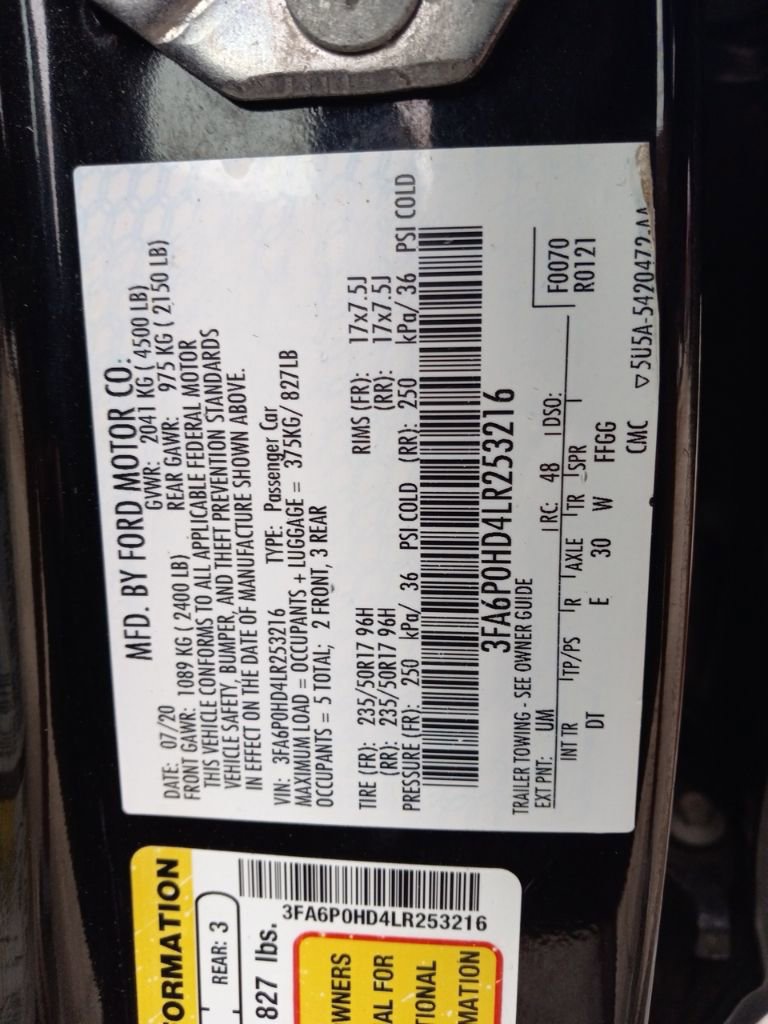 MFD. BY FORD MOTOR CO.
DATE: 07/20 GVWR: 2041 KG ( 4500 LB)
FRONT GAWR: 1089 KG ( 2400 LB) REAR GAWR: 975 KG ( 2150 LB)
THIS VEHICLE CONFORMS TO ALL APPLICABLE FEDERAL MOTOR
VEHICLE SAFETY, BUMPER, AND THEFT PREVENTION STANDARDS
IN EFFECT ON THE DATE OF MANUFACTURE SHOWN ABOVE.
VIN: 3FA6P0HD4LR253216 TYPE: Passenger Car
MAXIMUM LOAD = OCCUPANTS + LUGGAGE = 375KG/ 827LB
OCCUPANTS = 5 TOTAL; 2 FRONT, 3 REAR
TIRE (FR): 235/50R17 96H RIMS (FR): 17x7.5J
(RR): 235/50R17 96H (RR): 17x7.5J
PRESSURE (FR): 250 kPa/ 36 PSI COLD (RR): 250 kPa/ 36 PSI COLD
3FA6P0HD4LR253216
TRAILER TOWING - SEE OWNER GUIDE
EXT PNT: UM RC: 48 DSO: F0070
R0121
INT TR TP/PS R AXLE TR SPR
DT E 30 W FFGG
CMC 5U5A-5420472-AA
ORMATION
REAR: 3
827 lbs.
3FA6P0HD4LR253216
WNERS
AL FOR
TIONAL
MATION